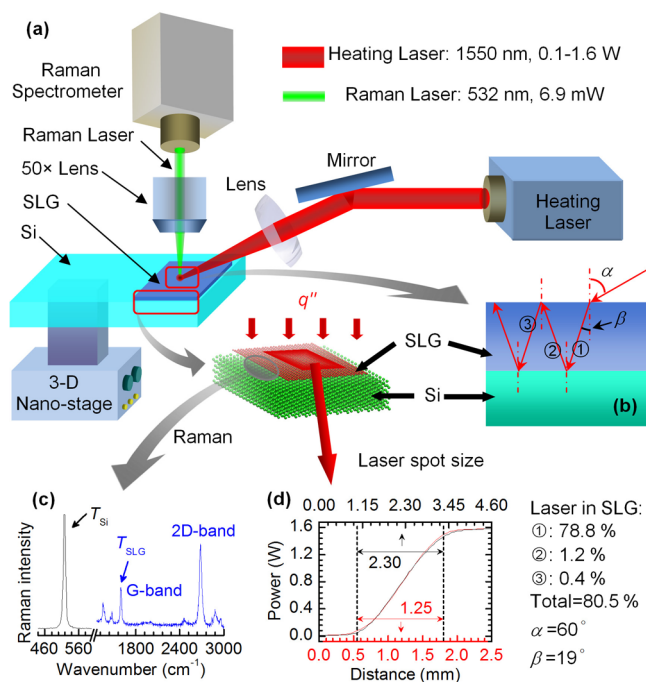 (a)
Raman
Spectrometer
Heating Laser: 1550 nm, 0.1-1.6 W
Raman Laser: 532 nm, 6.9 mW
Raman Laser
50× Lens
SLG
Si
Lens
Mirror
Heating
Laser
3-D
Nano-stage
q"
SLG
Si
Raman
Laser spot size
α
β
①
②
③
(b)
(c)
T_Si
T_SLG
G-band
2D-band
Raman intensity
460 560 1600 2400 3000
Wavenumber (cm⁻¹)
(d)
0.00 1.15 2.30 3.45 4.60
Power (W)
1.6
1.2
0.8
0.4
0.0
2.30
1.25
0.0 0.5 1.0 1.5 2.0 2.5
Distance (mm)
Laser in SLG:
①: 78.8 %
②: 1.2 %
③: 0.4 %
Total=80.5 %
α=60°
β=19°